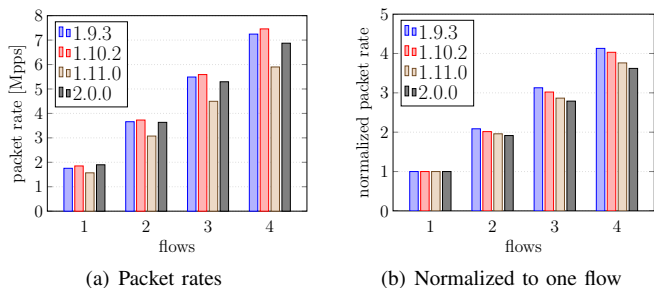 packet rate [Mpps]
8
7
6
5
4
3
2
1
0
1.9.3
1.10.2
1.11.0
2.0.0
1 2 3 4
flows
(a) Packet rates
normalized packet rate
5
4
3
2
1
0
1.9.3
1.10.2
1.11.0
2.0.0
1 2 3 4
flows
(b) Normalized to one flow